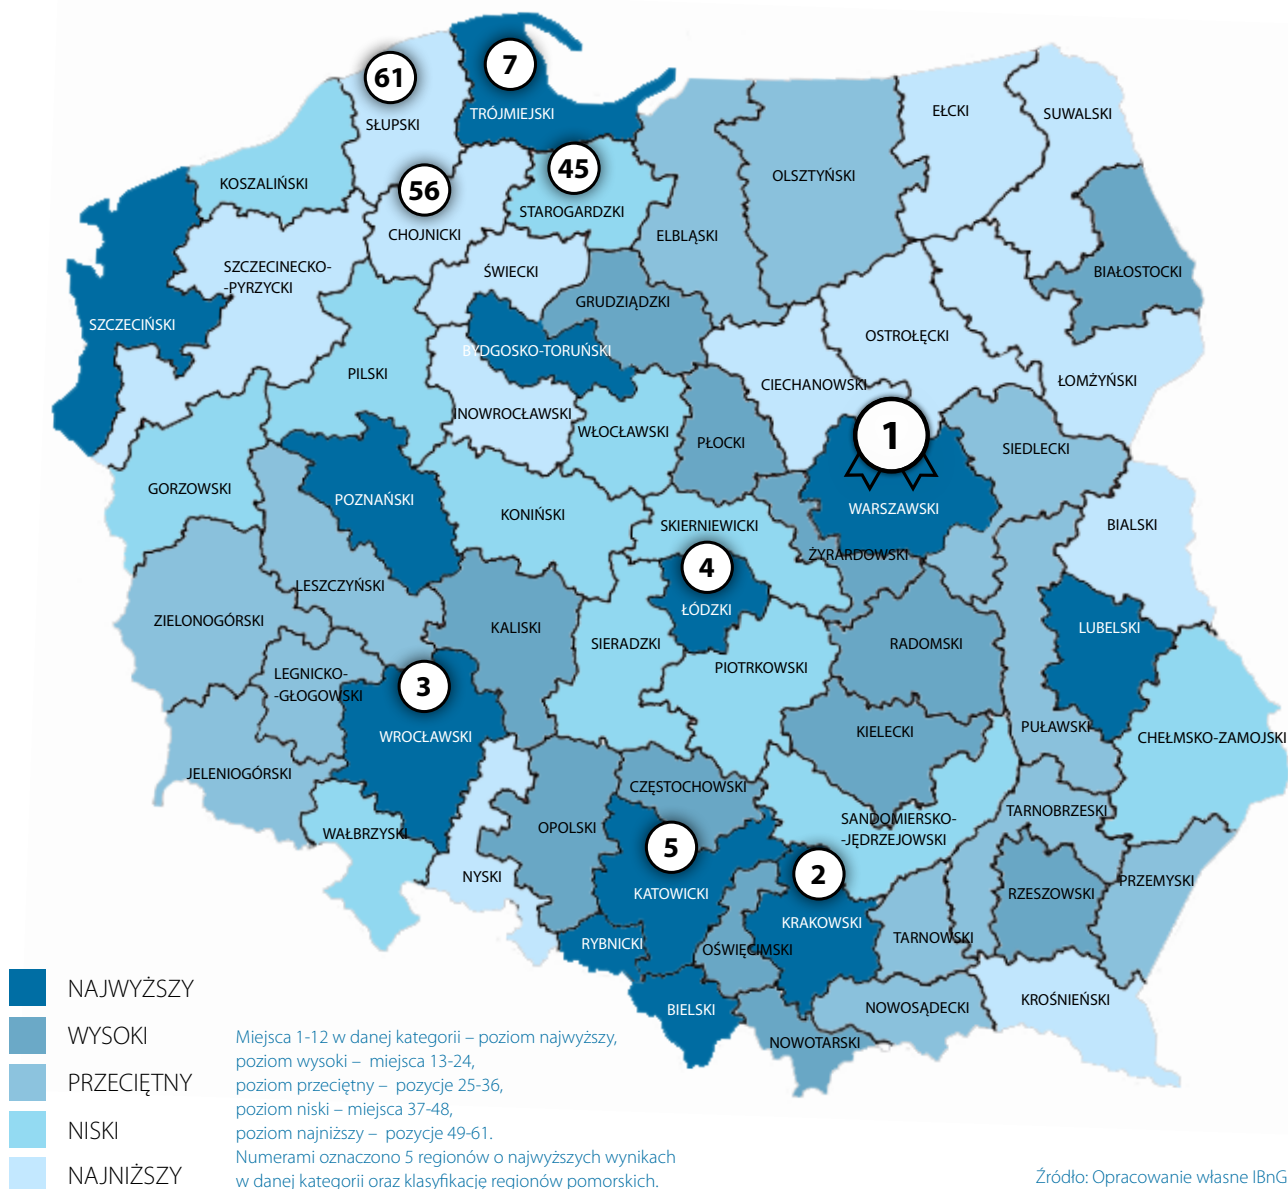 61
7
SŁUPSKI
TRÓJMIEJSKI
EŁCKI
SUWALSKI
56
45
KOSZALIŃSKI
OLSZTYŃSKI
STAROGARDZKI
CHOJNICKI
ELBLĄSKI
SZCZECINECKO-
-PYRZYCKI
ŚWIECKI
BIAŁOSTOCKI
GRUDZIĄDZKI
SZCZECIŃSKI
OSTROŁĘCKI
BYDGOSKO-TORUŃSKI
PILSKI
CIECHANOWSKI
ŁOMŻYŃSKI
INOWROCŁAWSKI
WŁOCŁAWSKI
PŁOCKI
1
SIEDLECKI
GORZOWSKI
POZNAŃSKI
KONIŃSKI
WARSZAWSKI
SKIERNIEWICKI
BIALSKI
ŻYRARDOWSKI
4
LESZCZYŃSKI
ŁÓDZKI
ZIELONOGÓRSKI
KALISKI
LUBELSKI
SIERADZKI
RADOMSKI
PIOTRKOWSKI
LEGNICKO-
-GŁOGOWSKI
3
PUŁAWSKI
KIELECKI
WROCŁAWSKI
CHEŁMSKO-ZAMOJSKI
JELENIOGÓRSKI
CZĘSTOCHOWSKI
TARNOBRZESKI
SANDOMIERSKO-
-JĘDRZEJOWSKI
WAŁBRZYSKI
OPOLSKI
5
2
NYSKI
PRZEMYSKI
KATOWICKI
RZESZOWSKI
KRAKOWSKI
TARNOWSKI
RYBNICKI
OŚWIĘCIMSKI
BIELSKI
NOWOSĄDECKI
KROŚNIEŃSKI
NOWOTARSKI
NAJWYŻSZY
WYSOKI
PRZECIĘTNY
NISKI
NAJNIŻSZY
Miejsca 1-12 w danej kategorii – poziom najwyższy,
poziom wysoki – miejsca 13-24,
poziom przeciętny – pozycje 25-36,
poziom niski – miejsca 37-48,
poziom najniższy – pozycje 49-61.
Numerami oznaczono 5 regionów o najwyższych wynikach
w danej kategorii oraz klasyfikację regionów pomorskich.
Źródło: Opracowanie własne IBnG